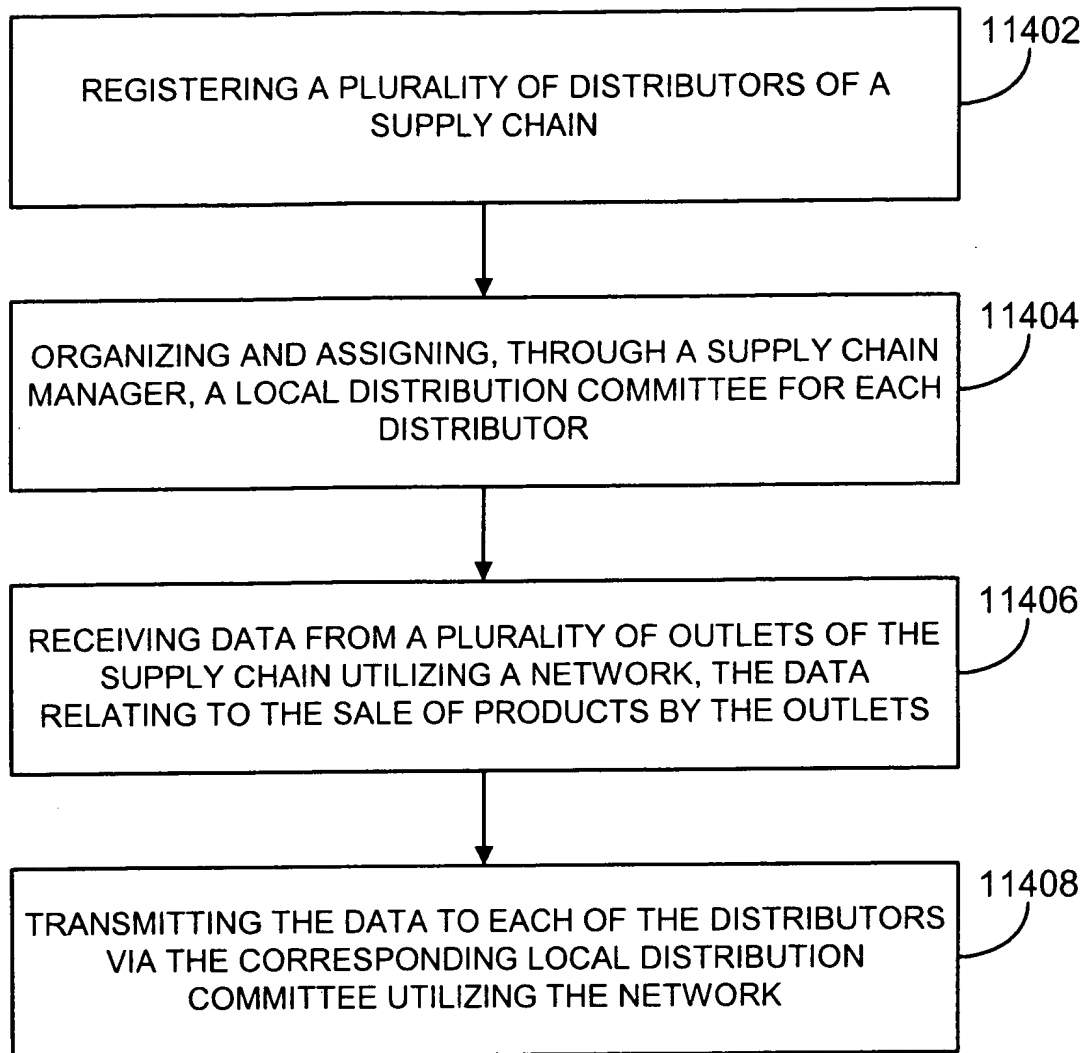 11402
REGISTERING A PLURALITY OF DISTRIBUTORS OF A
SUPPLY CHAIN
11404
ORGANIZING AND ASSIGNING, THROUGH A SUPPLY CHAIN
MANAGER, A LOCAL DISTRIBUTION COMMITTEE FOR EACH
DISTRIBUTOR
11406
RECEIVING DATA FROM A PLURALITY OF OUTLETS OF THE
SUPPLY CHAIN UTILIZING A NETWORK, THE DATA
RELATING TO THE SALE OF PRODUCTS BY THE OUTLETS
11408
TRANSMITTING THE DATA TO EACH OF THE DISTRIBUTORS
VIA THE CORRESPONDING LOCAL DISTRIBUTION
COMMITTEE UTILIZING THE NETWORK